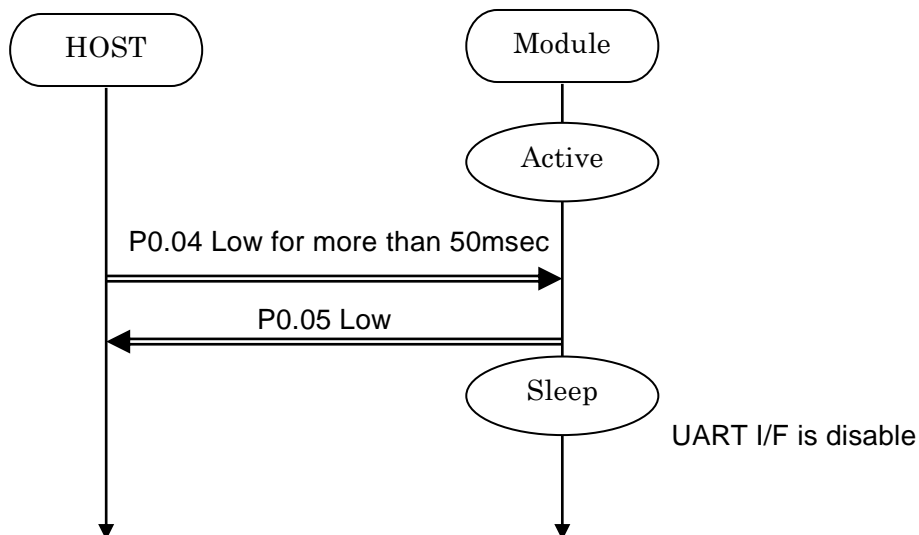 HOST
Module
Active
P0.04 Low for more than 50msec
P0.05 Low
Sleep
UART I/F is disable